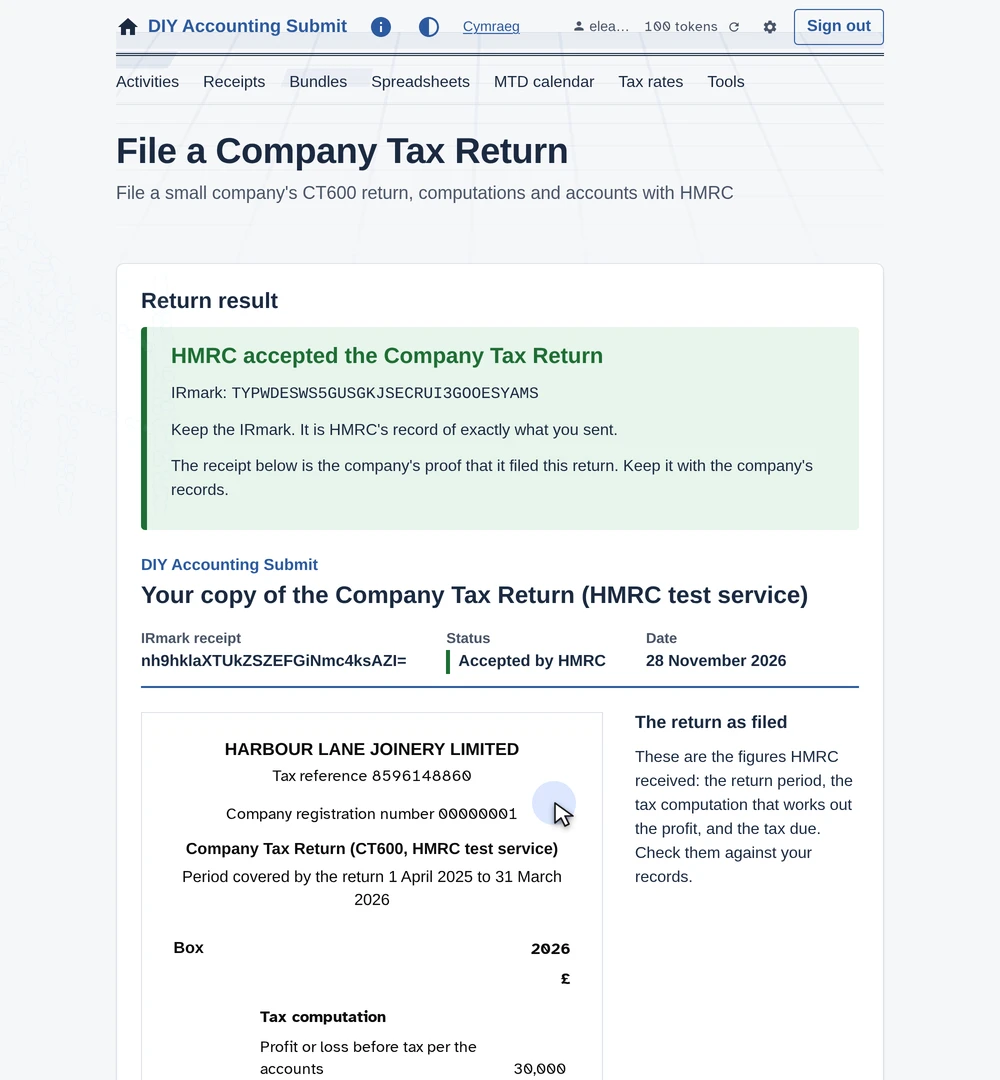 DIY Accounting Submit
Cymraeg
elea...
100 tokens
Sign out
Activities
Receipts
Bundles
Spreadsheets
MTD calendar
Tax rates
Tools
File a Company Tax Return
File a small company's CT600 return, computations and accounts with HMRC
Return result
HMRC accepted the Company Tax Return
IRmark: TYPWDESWS5GUSGKJSECRUI3GOOESYAMS
Keep the IRmark. It is HMRC's record of exactly what you sent.
The receipt below is the company's proof that it filed this return. Keep it with the company's
records.
DIY Accounting Submit
Your copy of the Company Tax Return (HMRC test service)
IRmark receipt
nh9hklaXTUkZSZEFGiNmc4ksAZI=
Status
Accepted by HMRC
Date
28 November 2026
HARBOUR LANE JOINERY LIMITED
Tax reference 8596148860
Company registration number 00000001
Company Tax Return (CT600, HMRC test service)
Period covered by the return 1 April 2025 to 31 March
2026
Box
2026
£
Tax computation
Profit or loss before tax per the
accounts
30,000
The return as filed
These are the figures HMRC
received: the return period, the
tax computation that works out
the profit, and the tax due.
Check them against your
records.